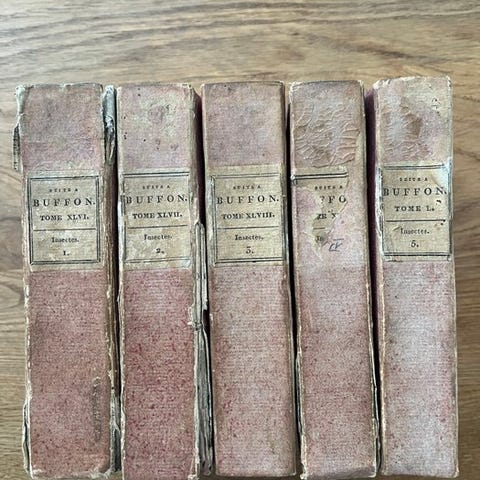 SUITE A
BUFFON.
TOME XLVI.
Insectes.
1.
SUITE A
BUFFON.
TOME XLVII.
Insectes.
2.
SUITE A
BUFFON.
TOME XLVIII.
Insectes.
3.
SUITE A
SUITE A
BUFFON.
TOME L.
Insectes.
5.